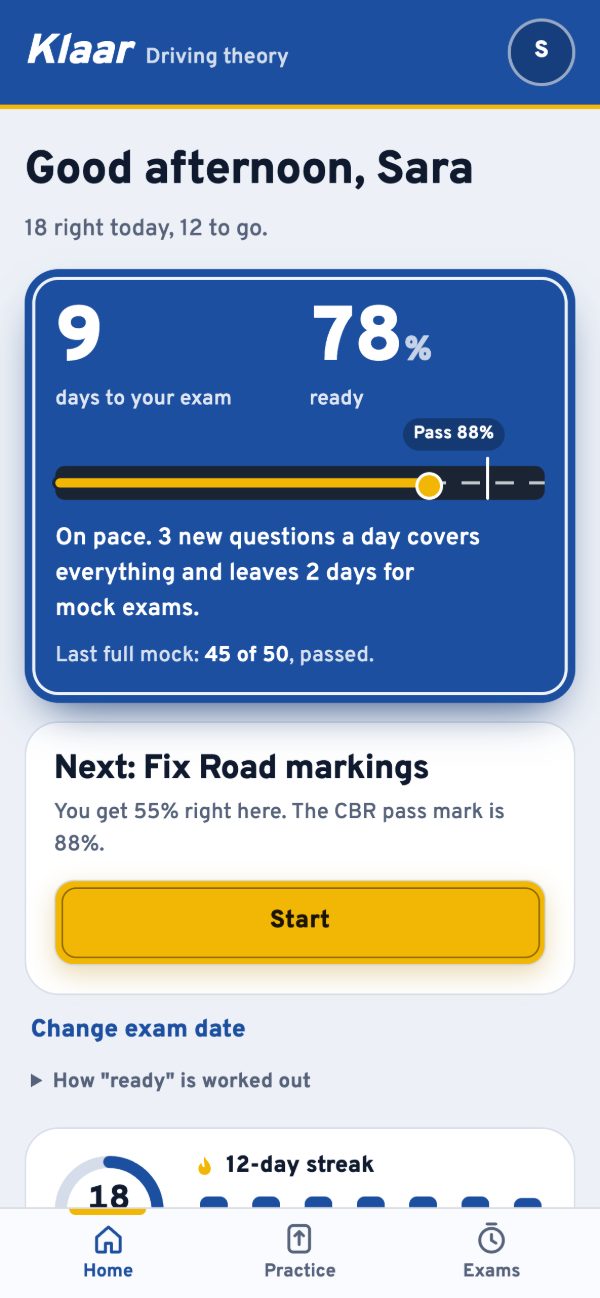 Klaar Driving theory
S
Good afternoon, Sara
18 right today, 12 to go.
9
days to your exam
78%
ready
Pass 88%
On pace. 3 new questions a day covers
everything and leaves 2 days for
mock exams.
Last full mock: 45 of 50, passed.
Next: Fix Road markings
You get 55% right here. The CBR pass mark is
88%.
Start
Change exam date
How "ready" is worked out
18
12-day streak
Home
Practice
Exams